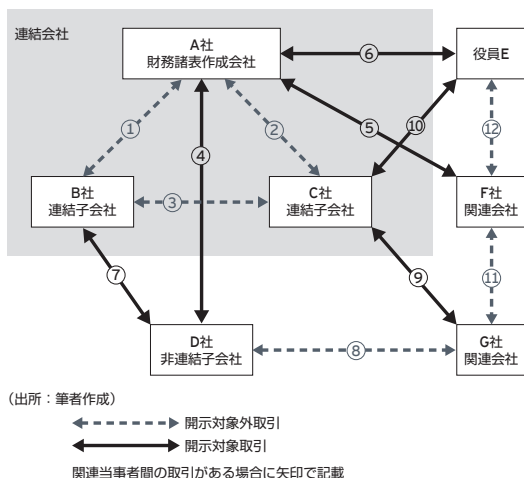 連結会社
A社
財務諸表作成会社
⑥
役員E
①
②
⑤
⑩
⑫
④
B社
連結子会社
③
C社
連結子会社
F社
関連会社
⑦
⑨
⑪
D社
非連結子会社
⑧
G社
関連会社
(出所：筆者作成)
開示対象外取引
開示対象取引
関連当事者間の取引がある場合に矢印で記載